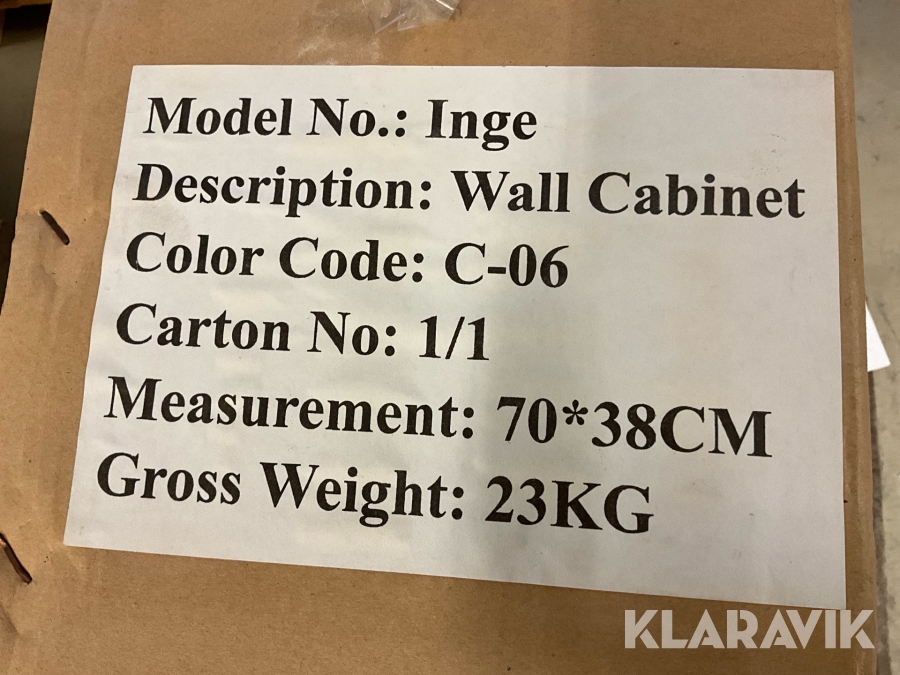 Model No.: Inge
Description: Wall Cabinet
Color Code: C-06
Carton No: 1/1
Measurement: 70*38CM
Gross Weight: 23KG
KLARAVIK